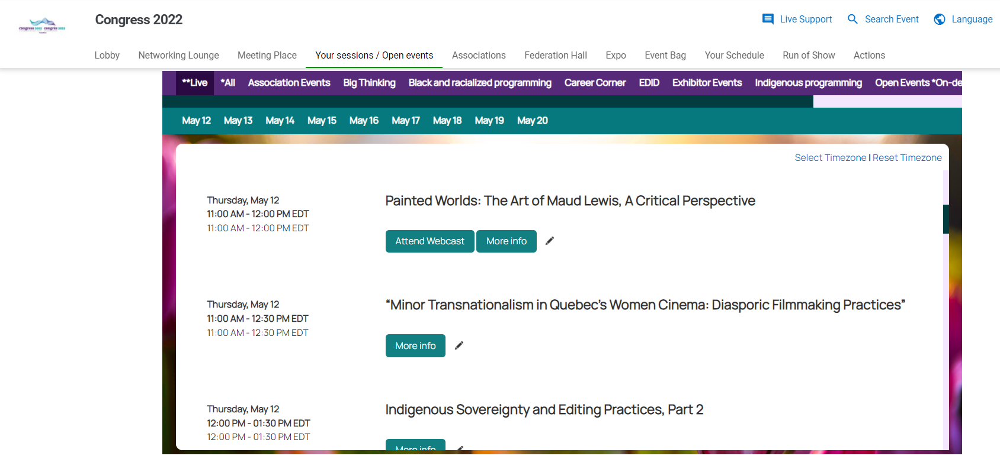 congress 2022 congrès 2022
Congress 2022
Live Support
Search Event
Language
Lobby
Networking Lounge
Meeting Place
Your sessions / Open events
Associations
Federation Hall
Expo
Event Bag
Your Schedule
Run of Show
Actions
**Live
*All
Association Events
Big Thinking
Black and racialized programming
Career Corner
EDID
Exhibitor Events
Indigenous programming
Open Events *On-de
May 12
May 13
May 14
May 15
May 16
May 17
May 18
May 19
May 20
Select Timezone | Reset Timezone
Thursday, May 12
11:00 AM - 12:00 PM EDT
11:00 AM - 12:00 PM EDT
Painted Worlds: The Art of Maud Lewis, A Critical Perspective
Attend Webcast
More info
Thursday, May 12
11:00 AM - 12:30 PM EDT
11:00 AM - 12:30 PM EDT
“Minor Transnationalism in Quebec’s Women Cinema: Diasporic Filmmaking Practices”
More info
Thursday, May 12
12:00 PM - 01:30 PM EDT
12:00 PM - 01:30 PM EDT
Indigenous Sovereignty and Editing Practices, Part 2
More info